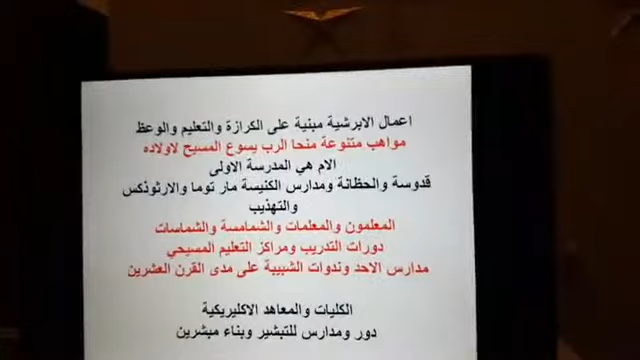 اعمال الابرشية مبنية على الكرازة والتعليم والوعظ
مواهب متنوعة منحا الرب يسوع المسيح لاولاده
الام هي المدرسة الاولى
قدوسة والحظانة ومدارس الكنيسة مار توما والارثوذكس
والتهذيب
المعلمون والمعلمات والشمامسة والشماسات
دورات التدريب ومراكز التعليم المسيحي
مدارس الاحد وندوات الشبيبة على مدى القرن العشرين
الكليات والمعاهد الاكليريكية
دور ومدارس للتبشير وبناء مبشرين